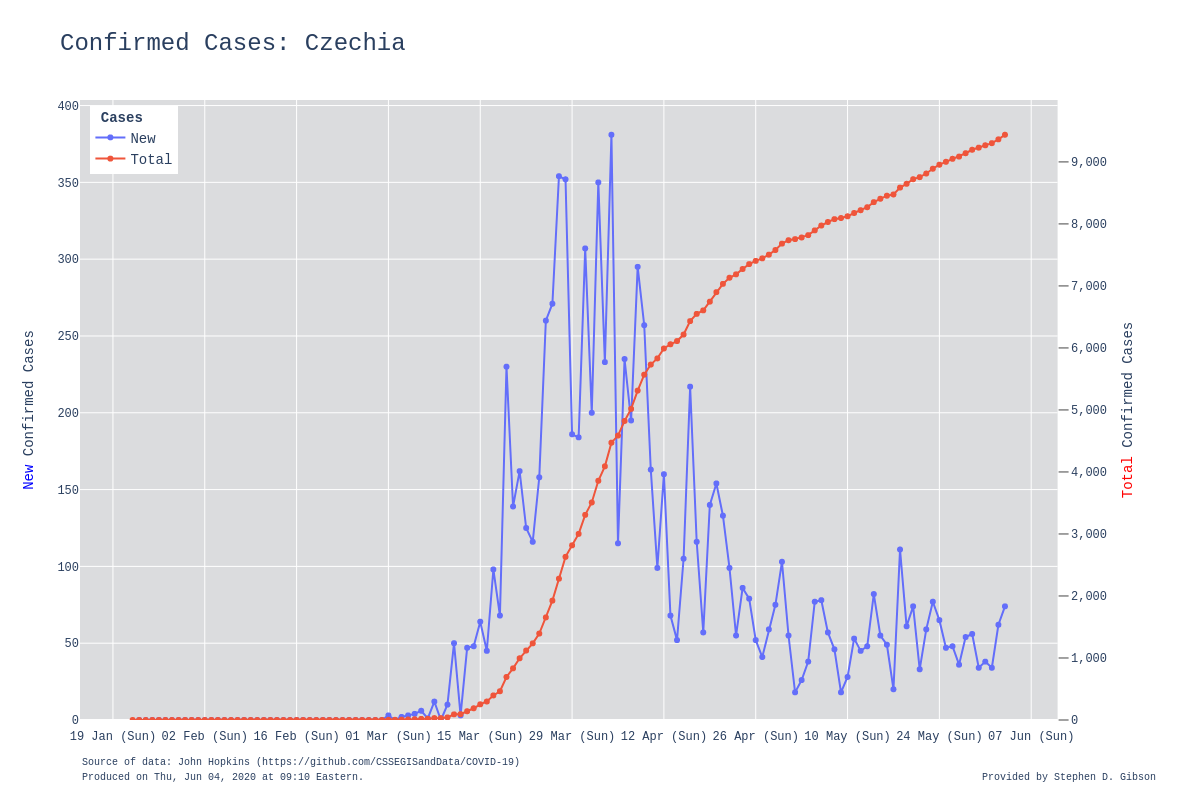 Confirmed Cases: Czechia
Cases
New
Total
400
350
300
250
200
150
100
50
0
9,000
8,000
7,000
6,000
5,000
4,000
3,000
2,000
1,000
0
New Confirmed Cases
Total Confirmed Cases
19 Jan (Sun) 02 Feb (Sun) 16 Feb (Sun) 01 Mar (Sun) 15 Mar (Sun) 29 Mar (Sun) 12 Apr (Sun) 26 Apr (Sun) 10 May (Sun) 24 May (Sun) 07 Jun (Sun)
Source of data: John Hopkins (https://github.com/CSSEGISandData/COVID-19)
Produced on Thu, Jun 04, 2020 at 09:10 Eastern.
Provided by Stephen D. Gibson